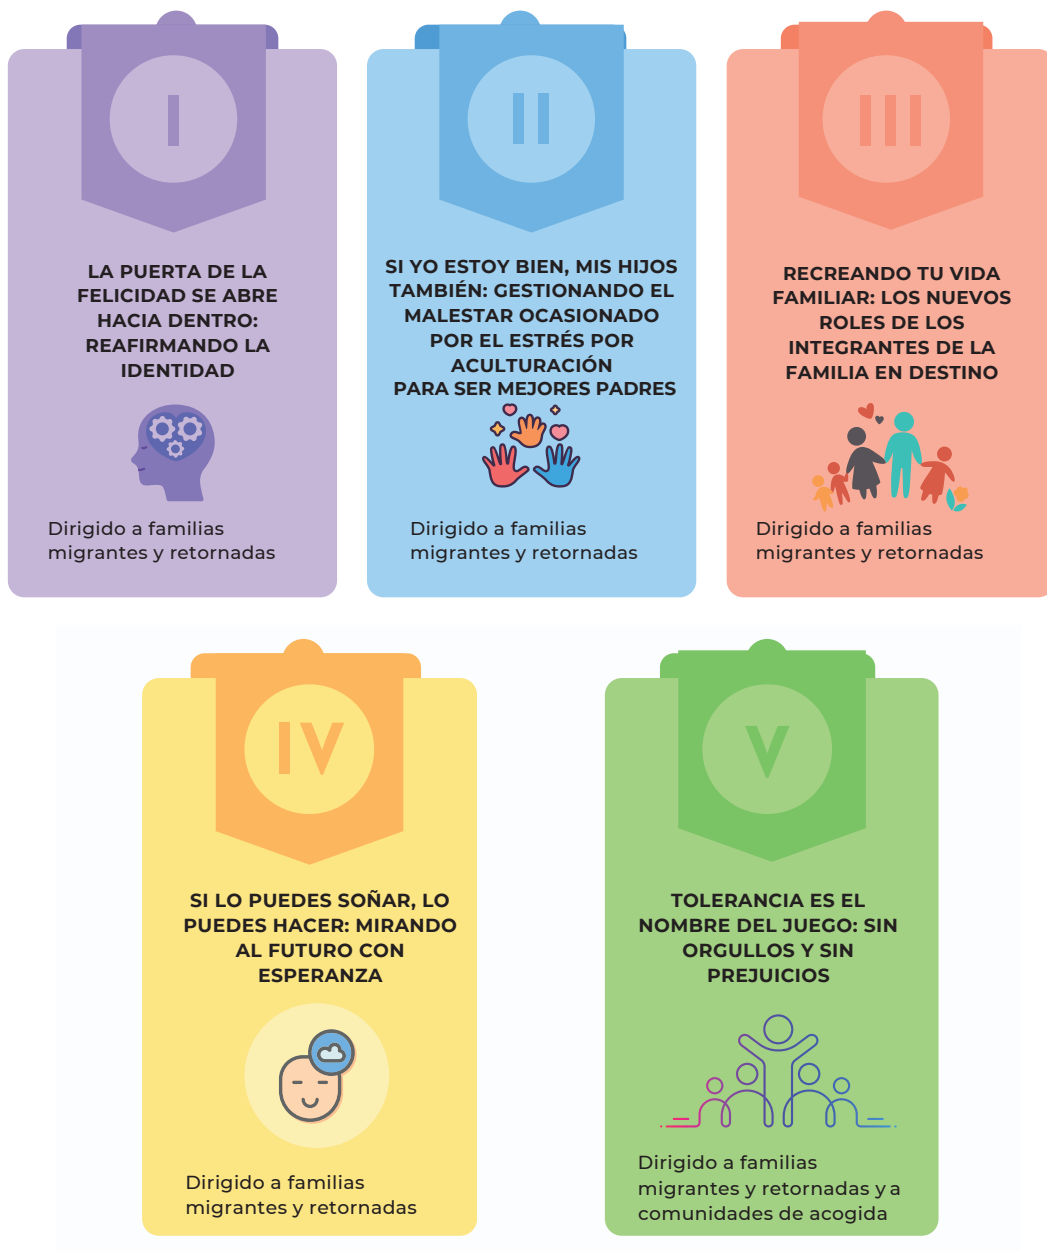 I
LA PUERTA DE LA
FELICIDAD SE ABRE
HACIA DENTRO:
REAFIRMANDO LA
IDENTIDAD
Dirigido a familias
migrantes y retornadas
II
SI YO ESTOY BIEN, MIS HIJOS
TAMBIÉN: GESTIONANDO EL
MALESTAR OCASIONADO
POR EL ESTRÉS POR
ACULTURACIÓN
PARA SER MEJORES PADRES
Dirigido a familias
migrantes y retornadas
III
RECREANDO TU VIDA
FAMILIAR: LOS NUEVOS
ROLES DE LOS
INTEGRANTES DE LA
FAMILIA EN DESTINO
Dirigido a familias
migrantes y retornadas
IV
SI LO PUEDES SOÑAR, LO
PUEDES HACER: MIRANDO
AL FUTURO CON
ESPERANZA
Dirigido a familias
migrantes y retornadas
V
TOLERANCIA ES EL
NOMBRE DEL JUEGO: SIN
ORGULLOS Y SIN
PREJUICIOS
Dirigido a familias
migrantes y retornadas y a
comunidades de acogida